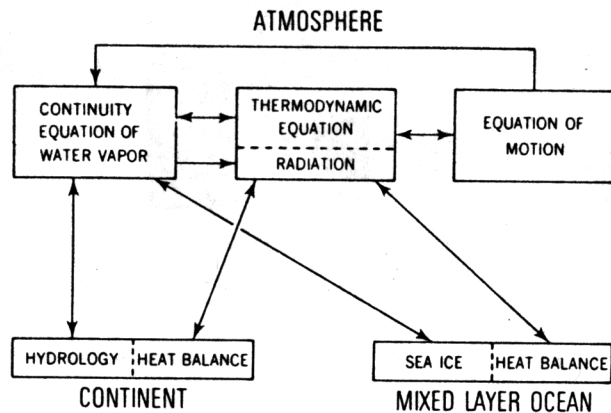 ATMOSPHERE
CONTINUITY
EQUATION OF
WATER VAPOR
THERMODYNAMIC
EQUATION
RADIATION
EQUATION OF
MOTION
HYDROLOGY
HEAT BALANCE
SEA ICE
HEAT BALANCE
CONTINENT
MIXED LAYER OCEAN